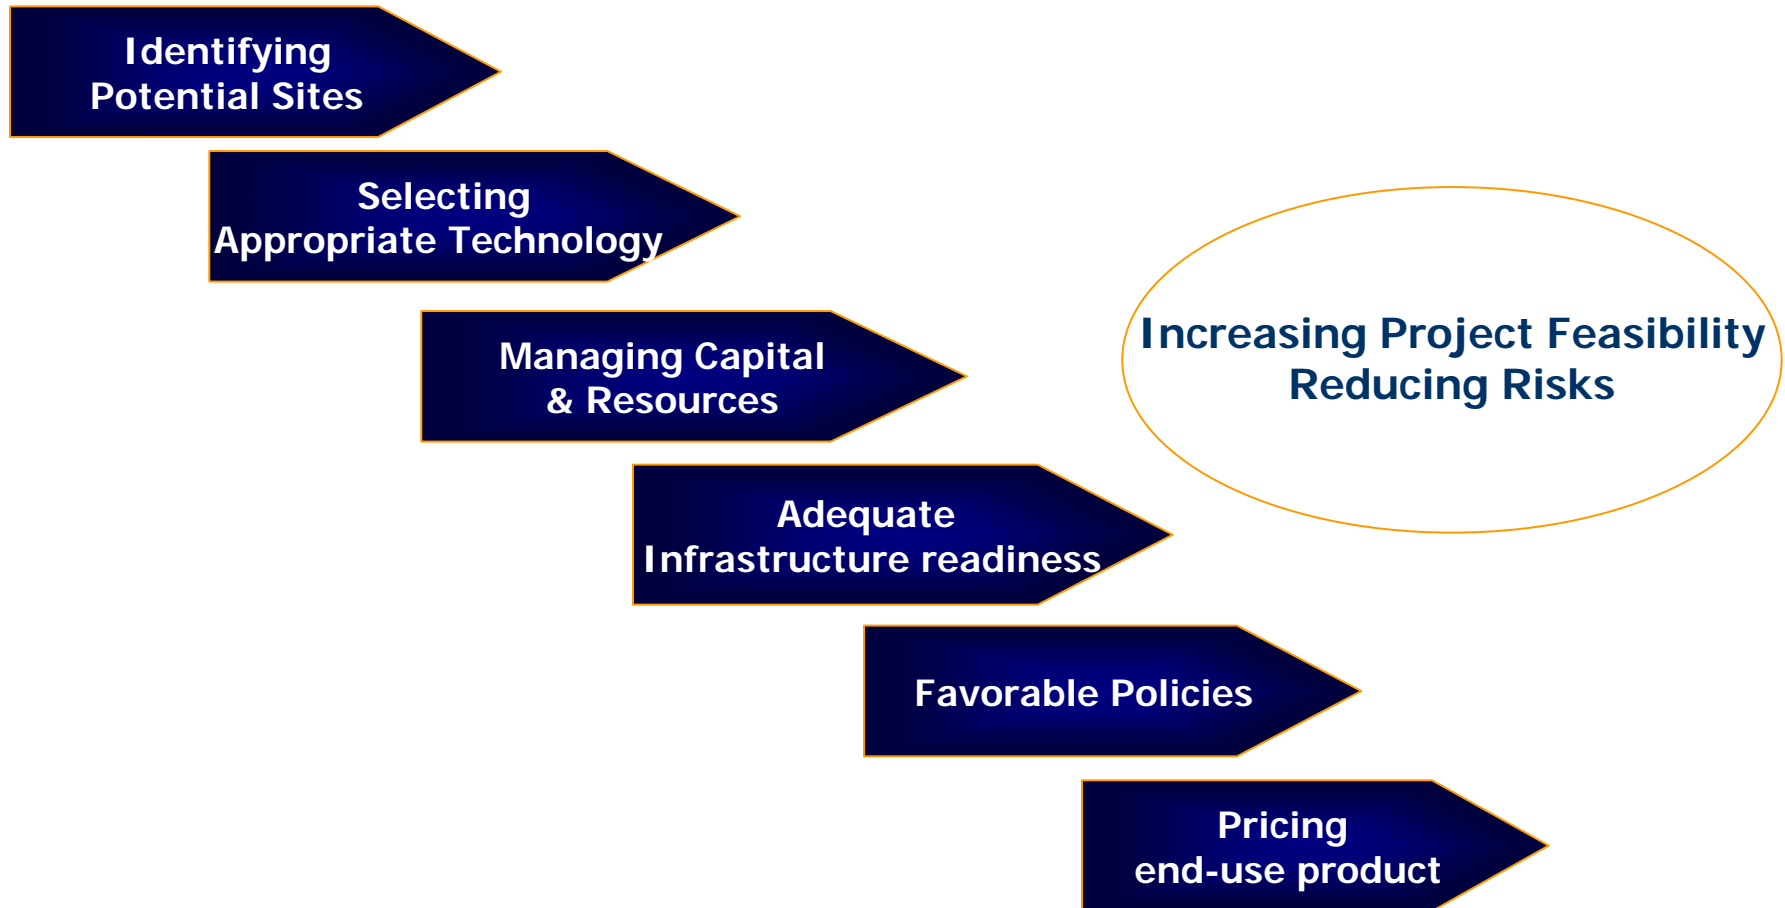 Identifying
Potential Sites
Selecting
Appropriate Technology
Increasing Project Feasibility
Reducing Risks
Managing Capital
& Resources
Adequate
Infrastructure readiness
Favorable Policies
Pricing
end-use product